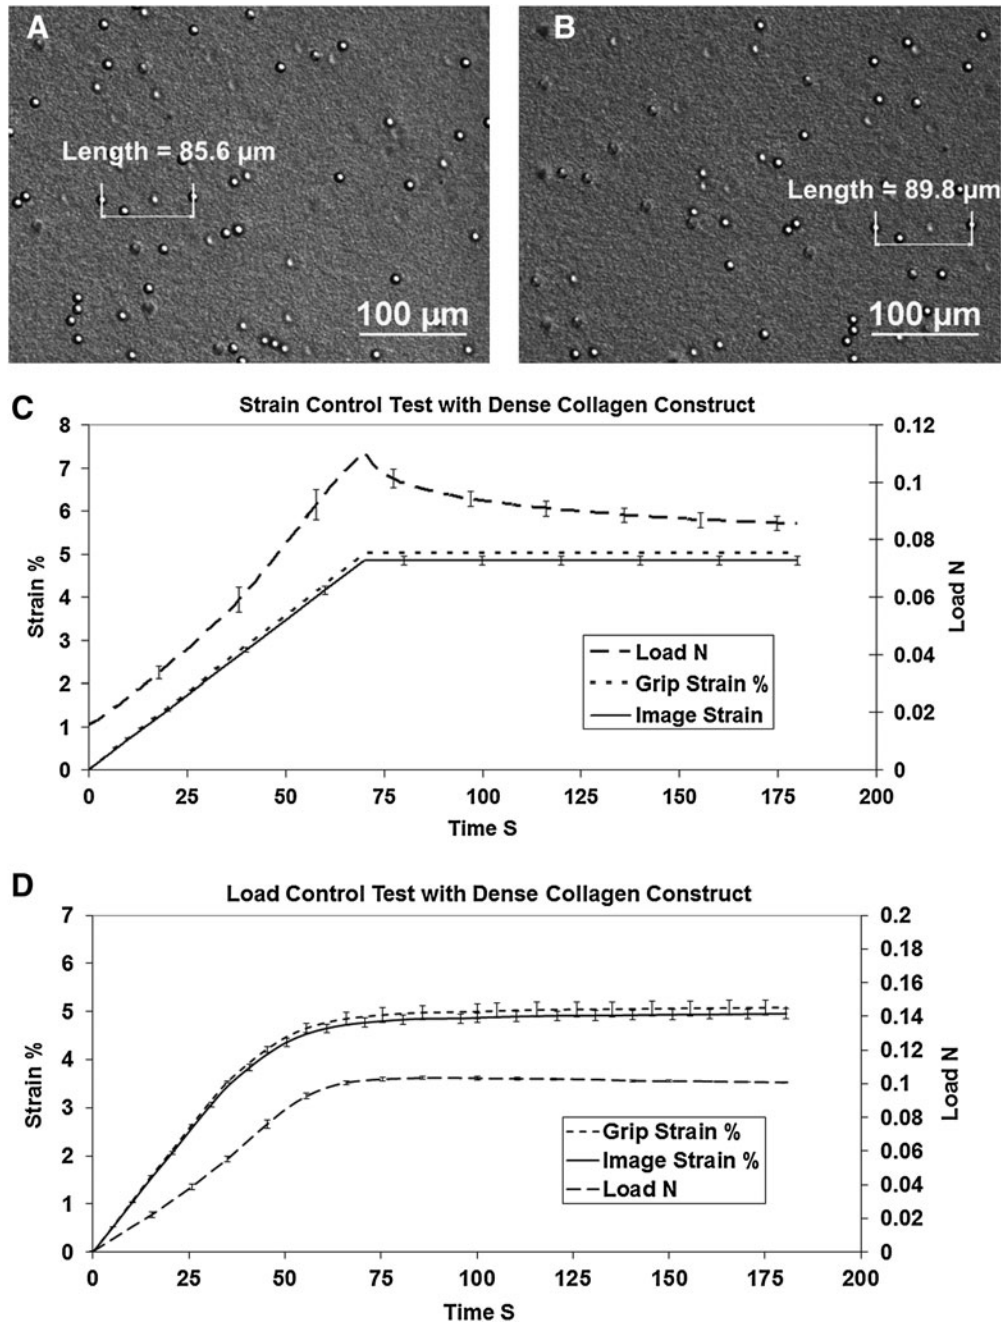 A
Length = 85.6 µm
100 µm
B
Length = 89.8 µm
100 µm
C
Strain Control Test with Dense Collagen Construct
8
7
6
5
4
3
2
1
0
Strain %
0.12
0.1
0.08
0.06
0.04
0.02
0
Load N
Load N
Grip Strain %
Image Strain
0 25 50 75 100 125 150 175 200
Time S
D
Load Control Test with Dense Collagen Construct
7
6
5
4
3
2
1
0
Strain %
0.2
0.18
0.16
0.14
0.12
0.1
0.08
0.06
0.04
0.02
0
Load N
Grip Strain %
Image Strain %
Load N
0 25 50 75 100 125 150 175 200
Time S